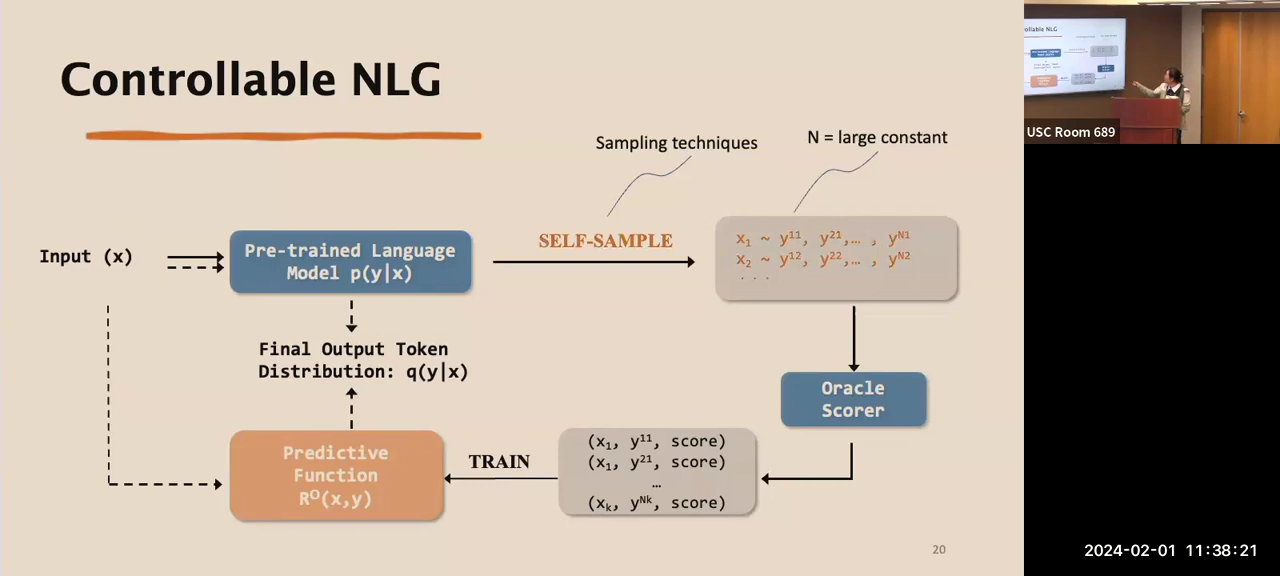 Controllable NLG
Sampling techniques
N = large constant
Input (x)
Pre-trained Language
Model p(y|x)
SELF-SAMPLE
x₁ ~ y¹¹, y²¹,… , yᴺ¹
x₂ ~ y¹², y²²,… , yᴺ²
. . .
Final Output Token
Distribution: q(y|x)
Oracle
Scorer
Predictive
Function
Rᴼ(x,y)
TRAIN
(x₁, y¹¹, score)
(x₁, y²¹, score)
…
(xₖ, yᴺᵏ, score)
20
ollable NLG
USC Room 689
2024-02-01 11:38:21